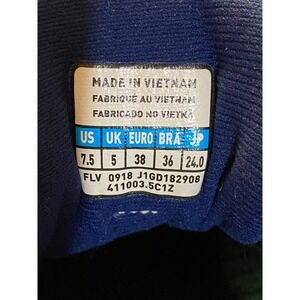 MADE IN VIETNAM
FABRIQUÉ AU VIETNAM
FABRICADO NO VIETNÃ
US UK EURO BRA JP
7.5 5 38 36 24.0
FLV 0918 J1GD182908
411003.5C1Z